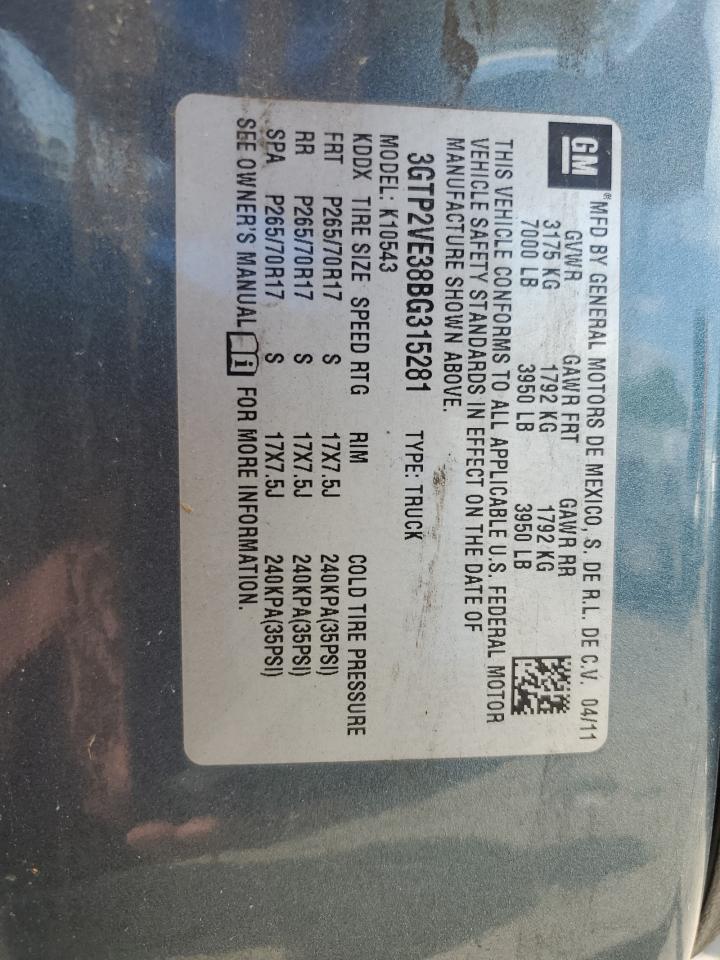 GM
®MFD BY GENERAL MOTORS DE MEXICO, S. DE R.L. DE C.V. 04/11
GVWR GAWR FRT GAWR RR
3175 KG 1792 KG 1792 KG
7000 LB 3950 LB 3950 LB
THIS VEHICLE CONFORMS TO ALL APPLICABLE U.S. FEDERAL MOTOR
VEHICLE SAFETY STANDARDS IN EFFECT ON THE DATE OF
MANUFACTURE SHOWN ABOVE.
3GTP2VE38BG315281 TYPE: TRUCK
MODEL: K10543
KDDX TIRE SIZE SPEED RTG RIM COLD TIRE PRESSURE
FRT P265/70R17 S 17X7.5J 240KPA(35PSI)
RR P265/70R17 S 17X7.5J 240KPA(35PSI)
SPA P265/70R17 S 17X7.5J 240KPA(35PSI)
SEE OWNER'S MANUAL i FOR MORE INFORMATION.